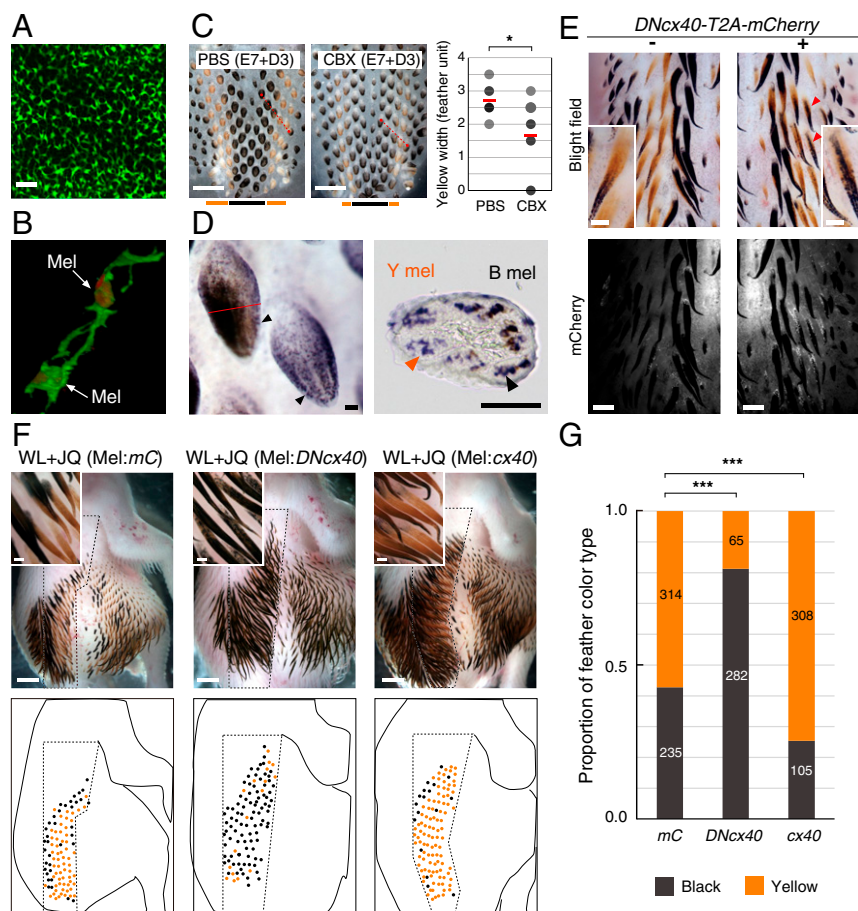 A
B
Mel
Mel
C
PBS (E7+D3)
CBX (E7+D3)
*
Yellow width (feather unit)
4
3
2
1
0
PBS CBX
D
Y mel
B mel
E
DNcx40-T2A-mCherry
- +
Blight field
mCherry
F
WL+JQ (Mel:mC)
WL+JQ (Mel:DNcx40)
WL+JQ (Mel:cx40)
G
***
***
Proportion of feather color type
1.0
0.5
0.0
314
235
65
282
308
105
mC DNcx40 cx40
Black Yellow